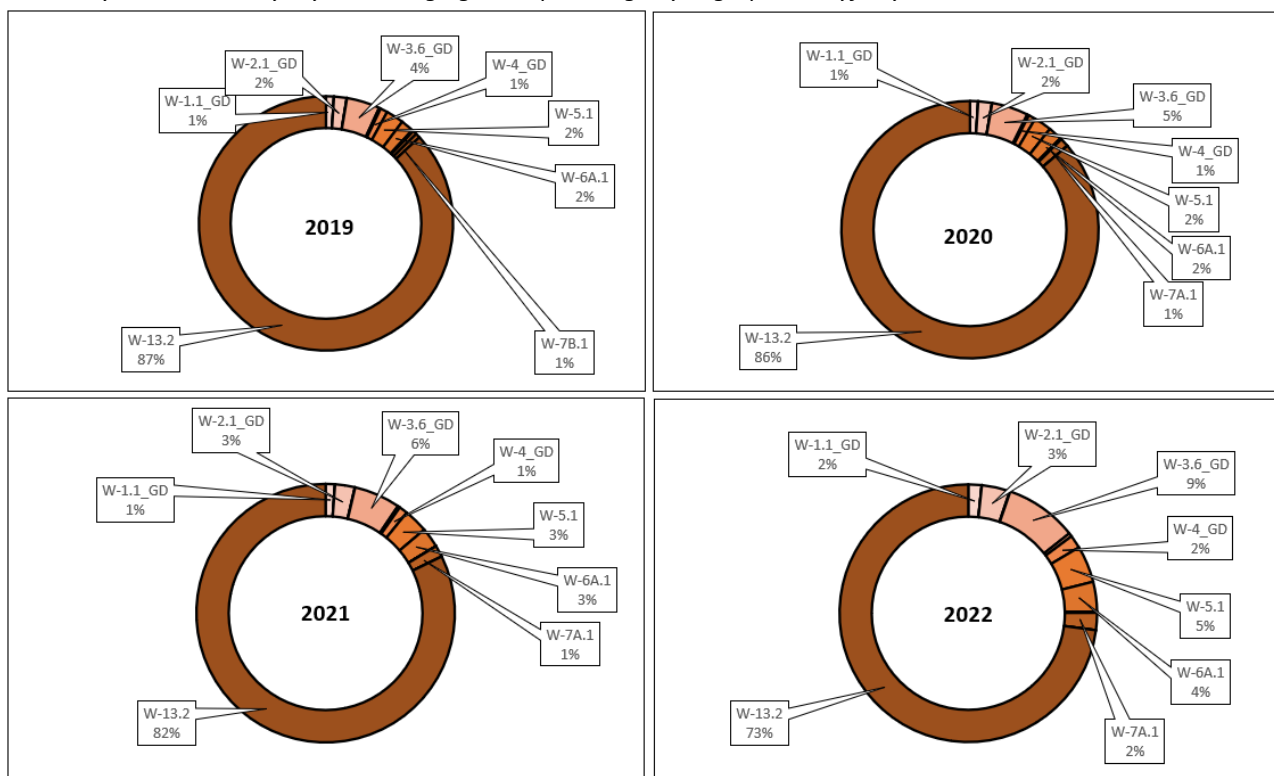 W-2.1_GD
2%
W-3.6_GD
4%
W-4_GD
1%
W-1.1_GD
1%
W-5.1
2%
W-6A.1
2%
2019
W-13.2
87%
W-7B.1
1%
W-1.1_GD
1%
W-2.1_GD
2%
W-3.6_GD
5%
W-4_GD
1%
W-5.1
2%
W-6A.1
2%
W-7A.1
1%
2020
W-13.2
86%
W-2.1_GD
3%
W-3.6_GD
6%
W-4_GD
1%
W-1.1_GD
1%
W-5.1
3%
W-6A.1
3%
2021
W-7A.1
1%
W-13.2
82%
W-1.1_GD
2%
W-2.1_GD
3%
W-3.6_GD
9%
W-4_GD
2%
W-5.1
5%
2022
W-6A.1
4%
W-13.2
73%
W-7A.1
2%